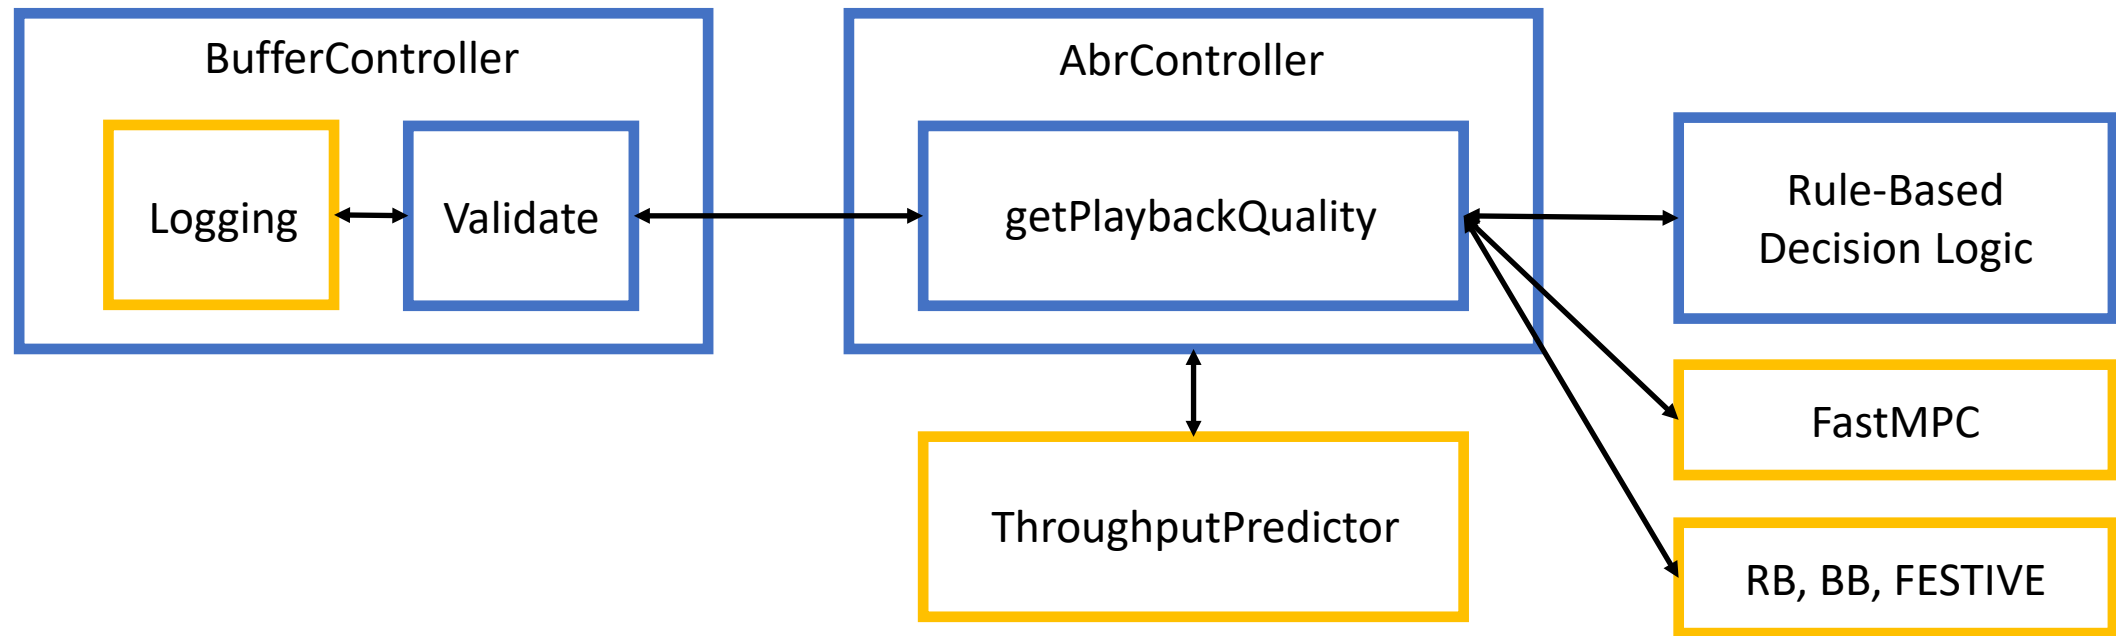 BufferController
Logging
Validate
AbrController
getPlaybackQuality
Rule-Based
Decision Logic
FastMPC
ThroughputPredictor
RB, BB, FESTIVE